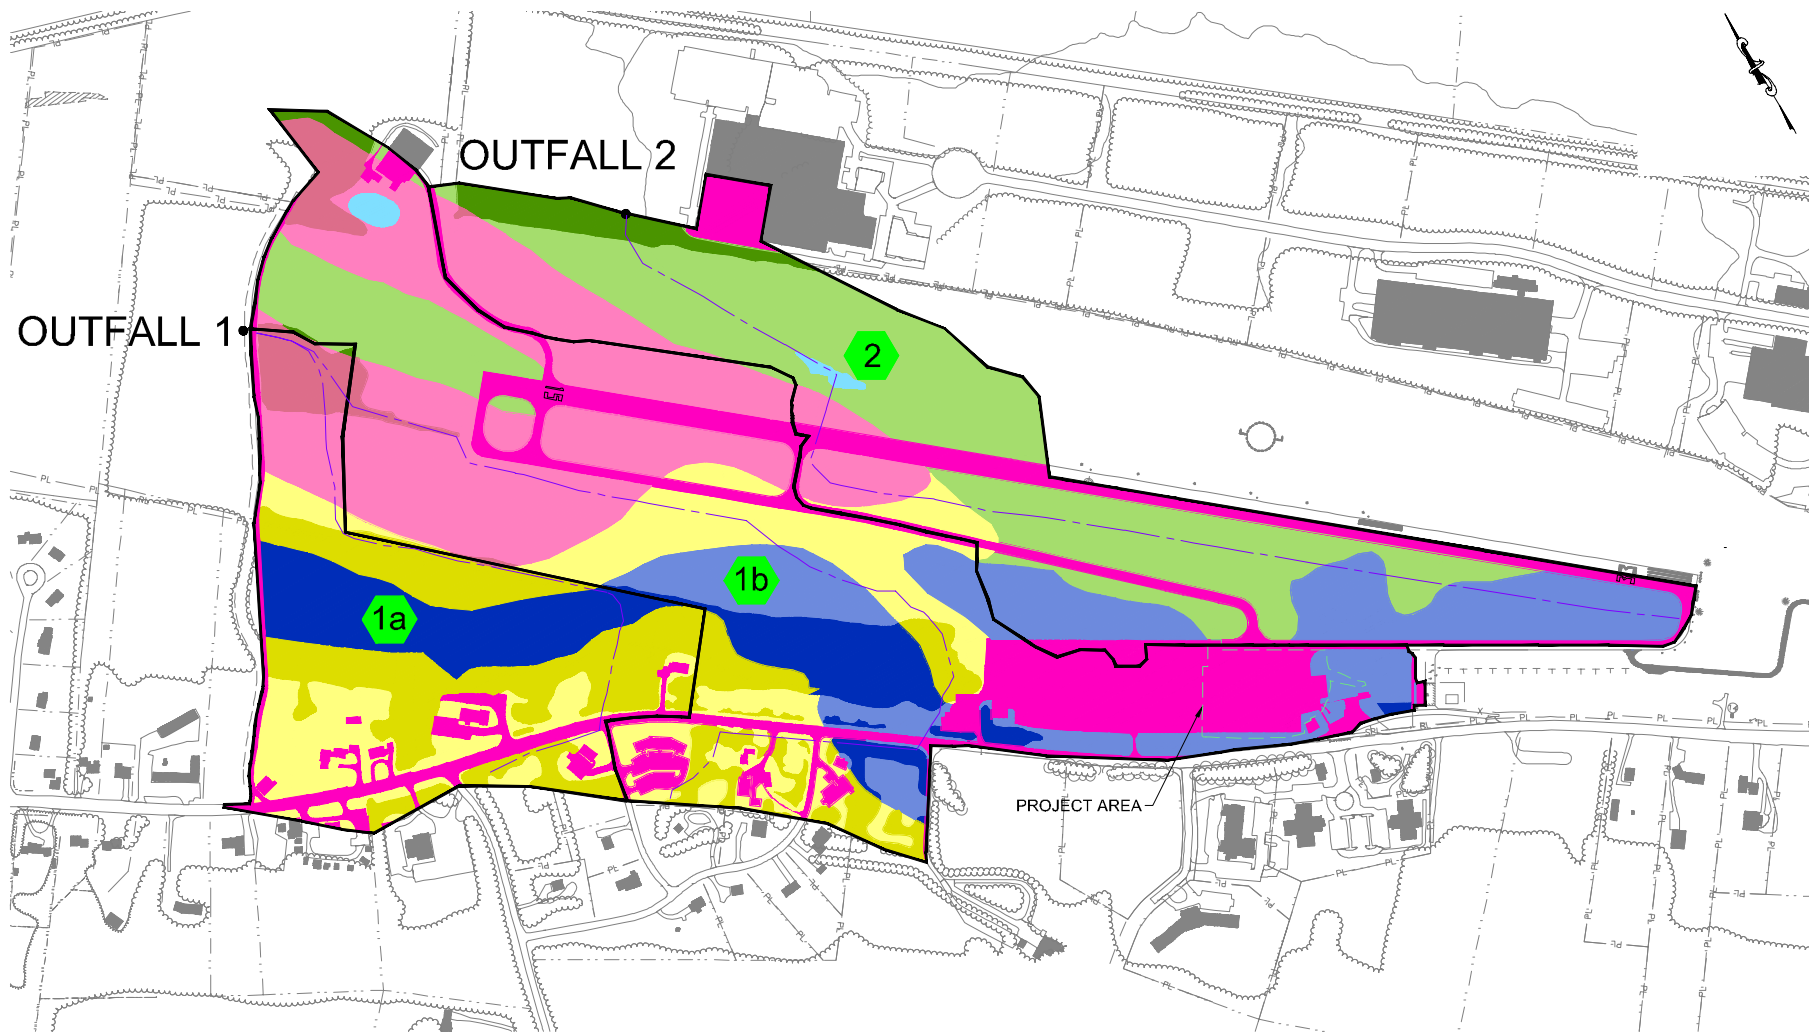 OUTFALL 2
OUTFALL 1
2
1b
1a
PROJECT AREA